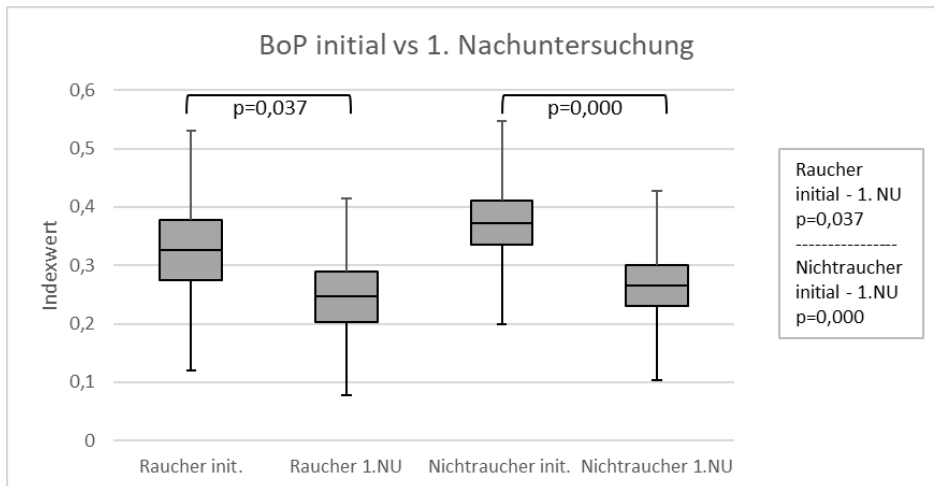 BoP initial vs 1. Nachuntersuchung
0,6
0,5
0,4
0,3
0,2
0,1
0
Indexwert
p=0,037
p=0,000
Raucher init.
Raucher 1.NU
Nichtraucher init.
Nichtraucher 1.NU
Raucher
initial - 1. NU
p=0,037
----------------
Nichtraucher
initial - 1.NU
p=0,000